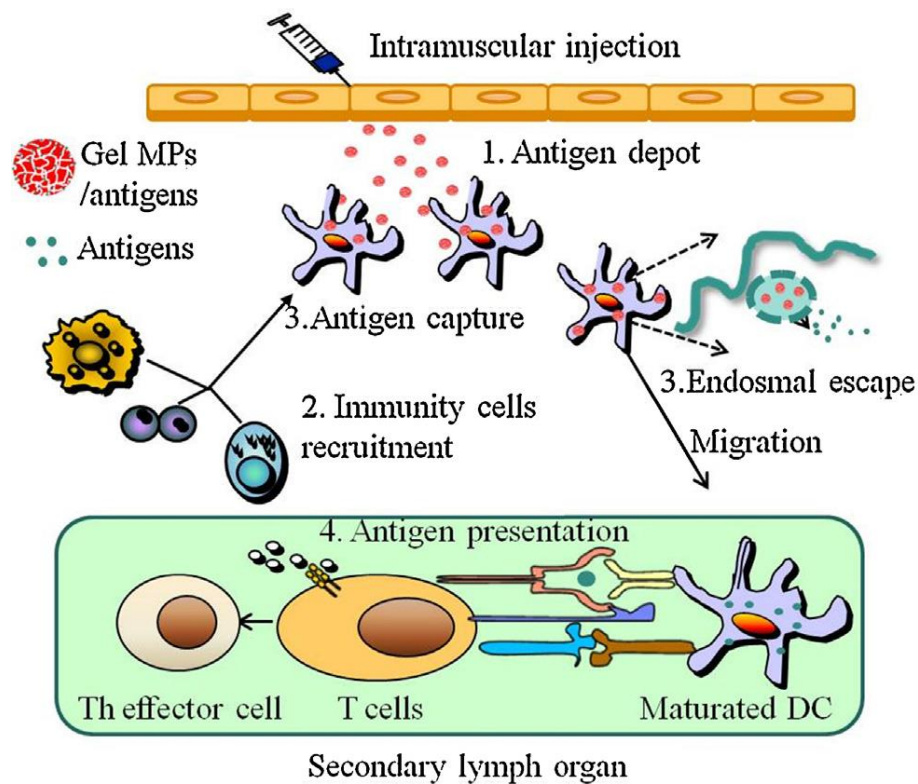 Intramuscular injection
1. Antigen depot
Gel MPs
/antigens
Antigens
3.Antigen capture
3.Endosmal escape
2. Immunity cells
recruitment
Migration
4. Antigen presentation
Th effector cell
T cells
Maturated DC
Secondary lymph organ